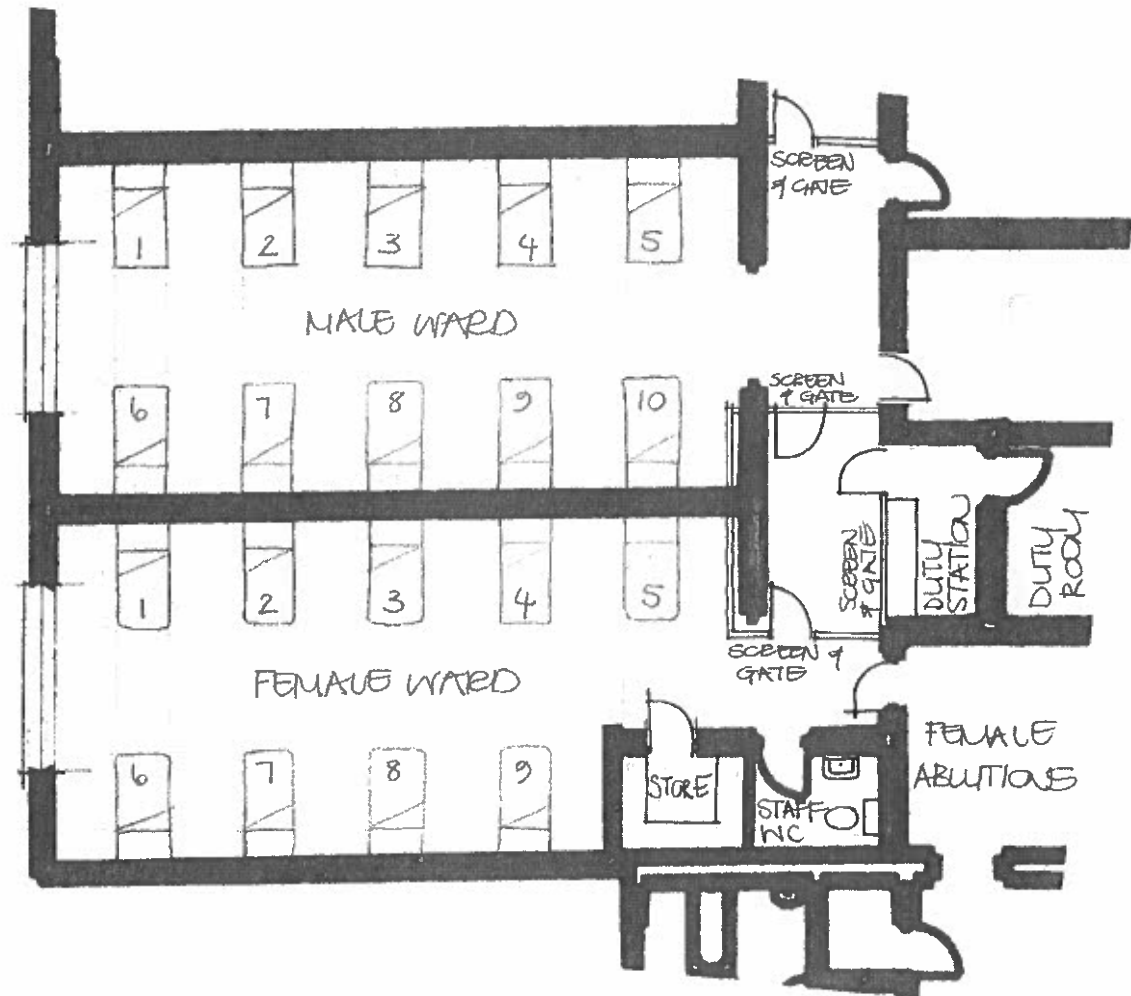 SCREEN
& GATE
1 2 3 4 5
MALE WARD
SCREEN
& GATE
6 7 8 9 10
SCREEN
& GATE
DUTY
STATION
DUTY
ROOM
1 2 3 4 5
SCREEN &
GATE
FEMALE WARD
FEMALE
ABLUTIONS
6 7 8 9
STORE
STAFF
WC